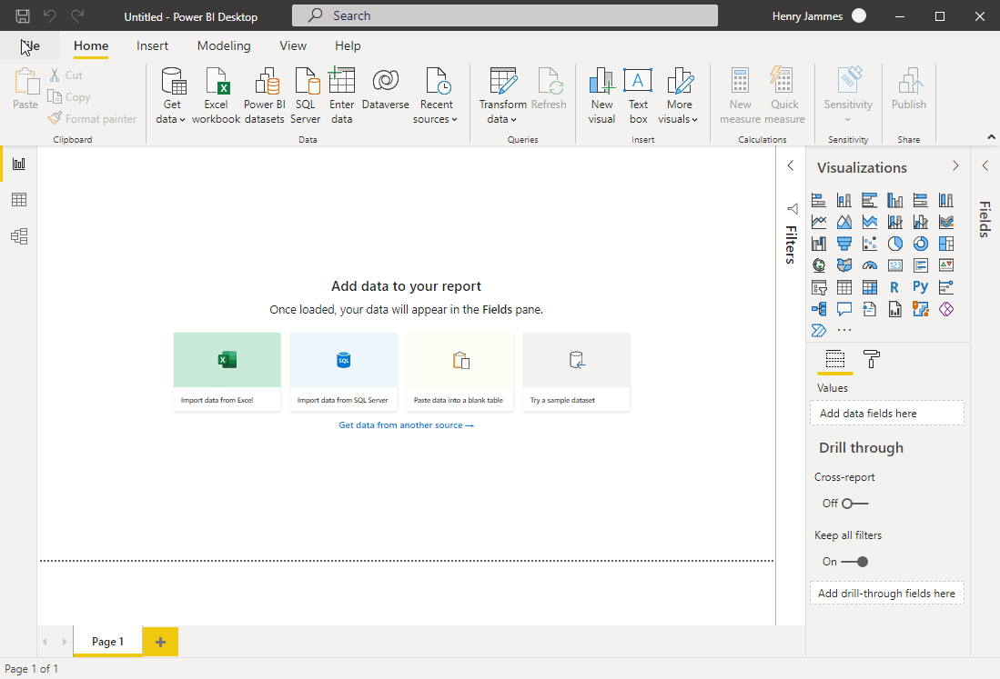 Untitled - Power BI Desktop
Search
Henry Jammes
Home Insert Modeling View Help
Paste
Cut
Copy
Format painter
Clipboard
Get data
Excel workbook
Power BI datasets
SQL Server
Enter data
Dataverse
Recent sources
Data
Transform data
Refresh
Queries
New visual
Text box
More visuals
Insert
New measure
Quick measure
Calculations
Sensitivity
Sensitivity
Publish
Share
Filters
Visualizations
Fields
Add data to your report
Once loaded, your data will appear in the Fields pane.
Import data from Excel
Import data from SQL Server
Paste data into a blank table
Try a sample dataset
Get data from another source →
X
SQL
A
123
R
Py
Values
Add data fields here
Drill through
Cross-report
Off
Keep all filters
On
Add drill-through fields here
Page 1
Page 1 of 1